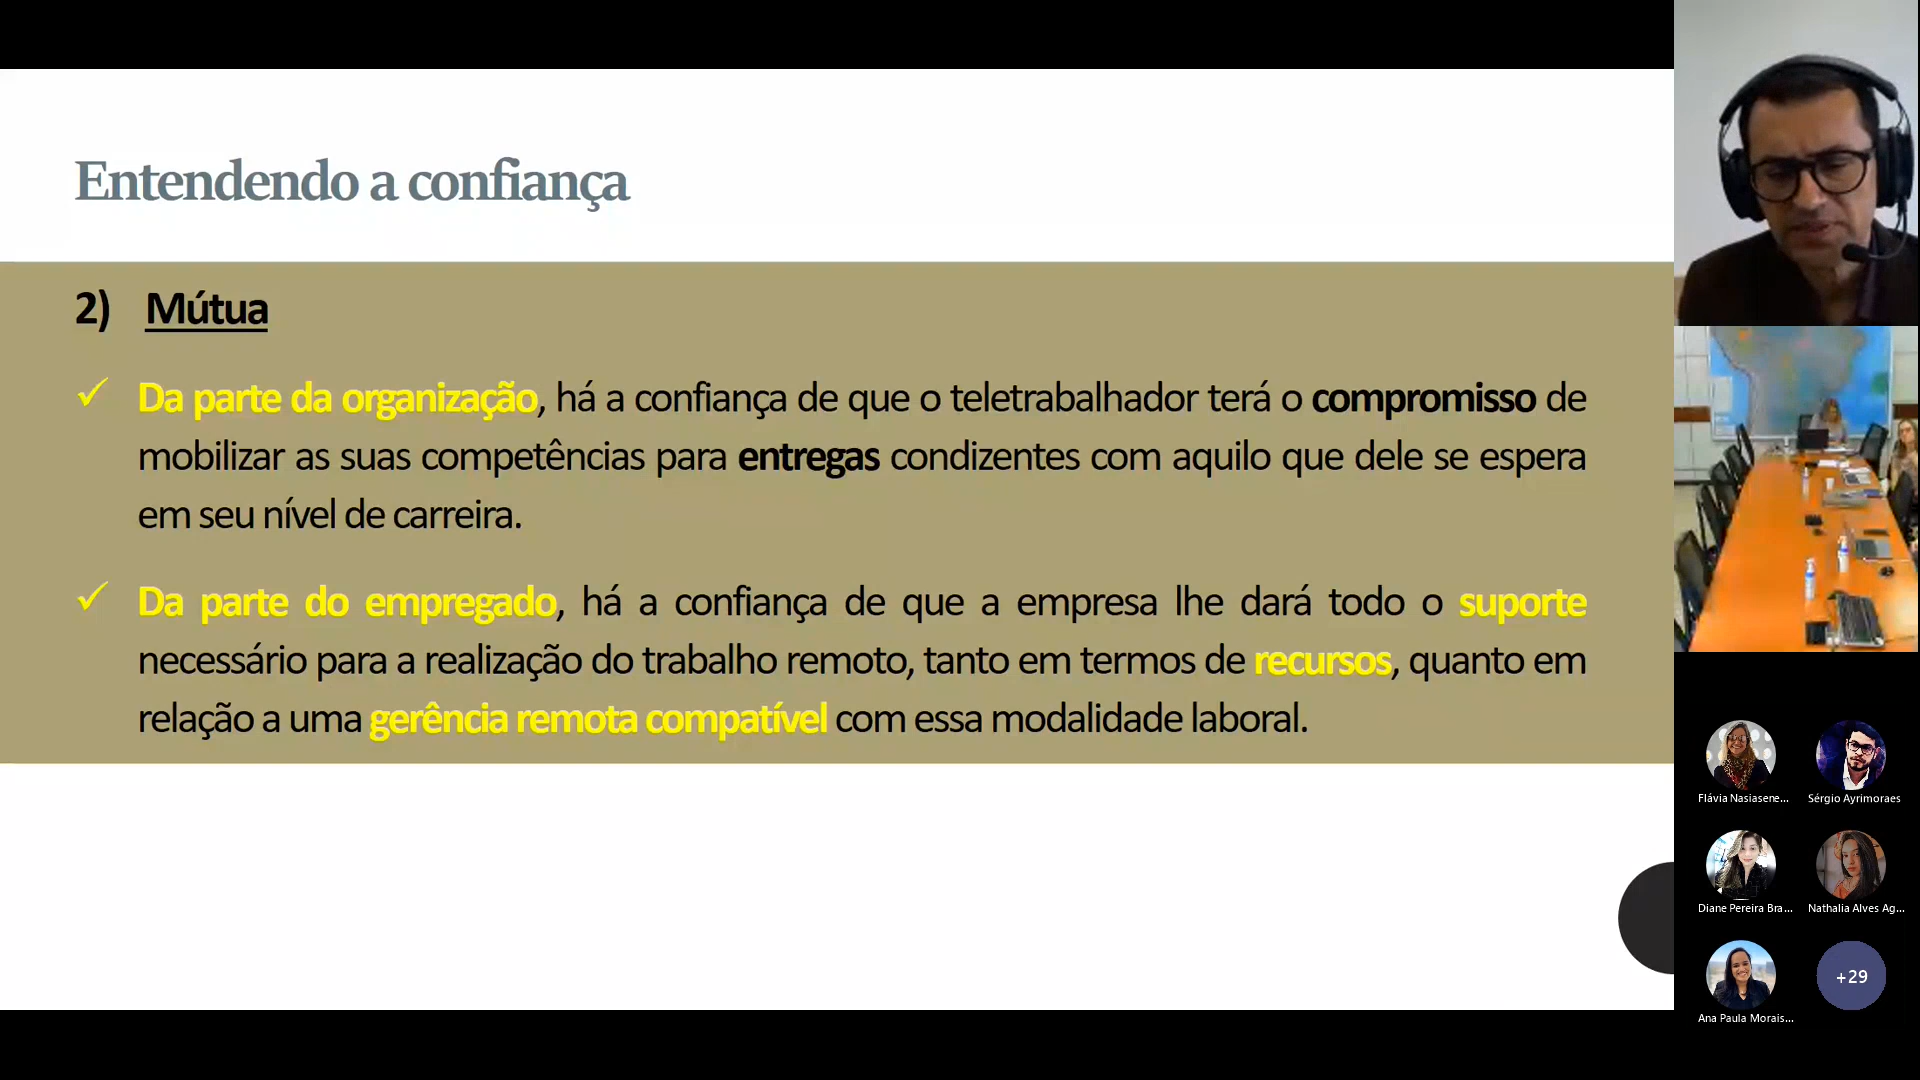 Entendendo a confiança
2) Mútua
✓ Da parte da organização, há a confiança de que o teletrabalhador terá o compromisso de
mobilizar as suas competências para entregas condizentes com aquilo que dele se espera
em seu nível de carreira.
✓ Da parte do empregado, há a confiança de que a empresa lhe dará todo o suporte
necessário para a realização do trabalho remoto, tanto em termos de recursos, quanto em
relação a uma gerência remota compatível com essa modalidade laboral.
Flávia Nasiasene...
Sérgio Ayrimoraes
Diane Pereira Bra...
Nathalia Alves Ag...
Ana Paula Morais...
+29